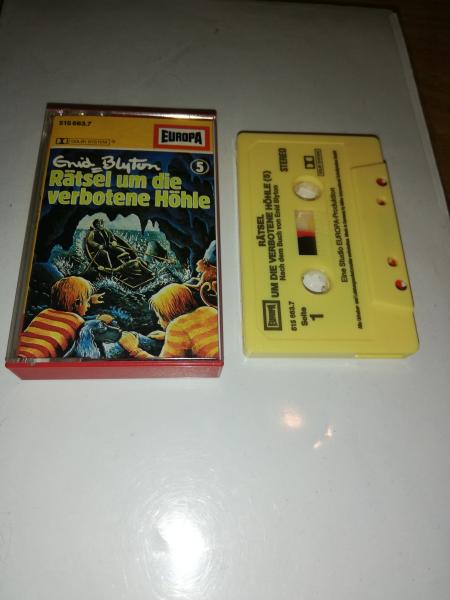 515 663.7
DOLBY SYSTEM
EUROPA
Enid Blyton
5
Rätsel um die
verbotene Höhle
STEREO
RÄTSEL
UM DIE VERBOTENE HÖHLE (5)
Nach dem Buch von Enid Blyton
EUROPA
515 663.7
Seite
1
Eine Studio EUROPA-Produktion